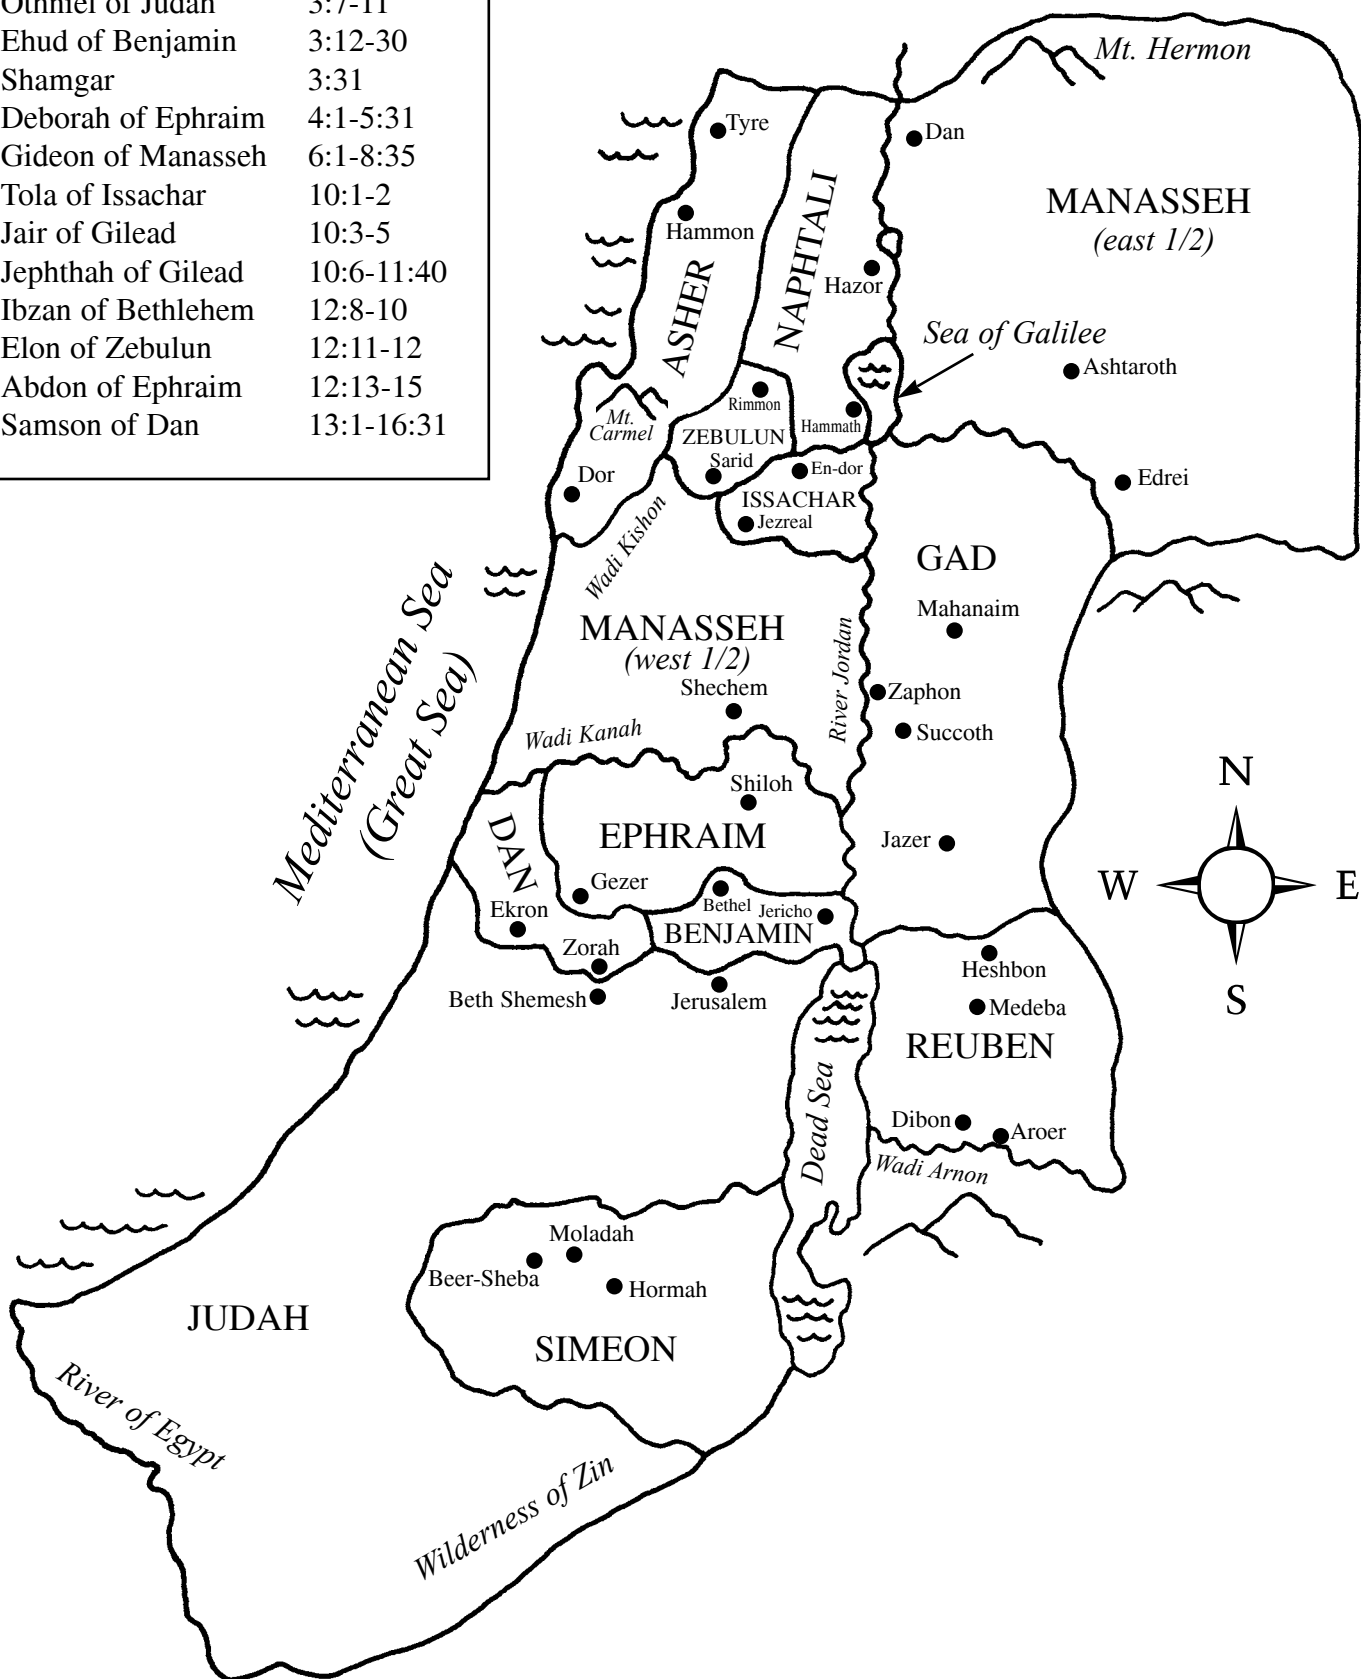 Othniel of Judah 3:7-11
Ehud of Benjamin 3:12-30
Shamgar 3:31
Deborah of Ephraim 4:1-5:31
Gideon of Manasseh 6:1-8:35
Tola of Issachar 10:1-2
Jair of Gilead 10:3-5
Jephthah of Gilead 10:6-11:40
Ibzan of Bethlehem 12:8-10
Elon of Zebulun 12:11-12
Abdon of Ephraim 12:13-15
Samson of Dan 13:1-16:31
Mt. Hermon
Tyre
Dan
MANASSEH
(east 1/2)
Hammon
NAPHTALI
ASHER
Hazor
Sea of Galilee
Ashtaroth
Rimmon
Mt.
Carmel
Hammath
ZEBULUN
Sarid
En-dor
Dor
Edrei
ISSACHAR
Jezreal
Wadi Kishon
GAD
Mahanaim
MANASSEH
(west 1/2)
Shechem
River Jordan
Zaphon
Succoth
Mediterranean Sea
(Great Sea)
Wadi Kanah
Shiloh
N
DAN
EPHRAIM
Jazer
W
E
Gezer
Bethel
Jericho
Ekron
BENJAMIN
Zorah
Heshbon
Beth Shemesh
Jerusalem
Medeba
S
REUBEN
Dead Sea
Dibon
Aroer
Wadi Arnon
Moladah
Beer-Sheba
Hormah
JUDAH
SIMEON
River of Egypt
Wilderness of Zin